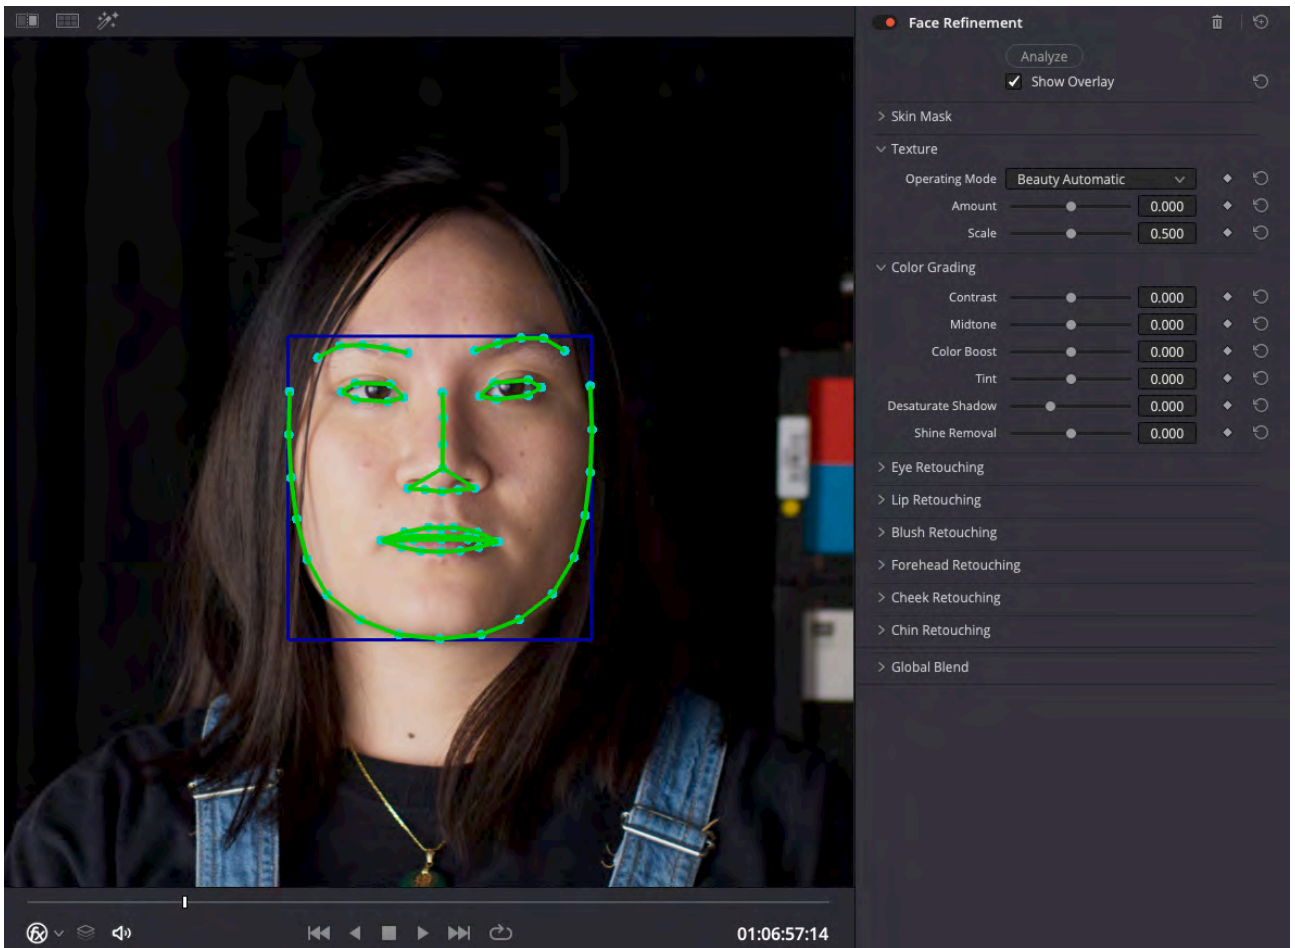 Face Refinement
Analyze
Show Overlay
Skin Mask
Texture
Operating Mode Beauty Automatic
Amount 0.000
Scale 0.500
Color Grading
Contrast 0.000
Midtone 0.000
Color Boost 0.000
Tint 0.000
Desaturate Shadow 0.000
Shine Removal 0.000
Eye Retouching
Lip Retouching
Blush Retouching
Forehead Retouching
Cheek Retouching
Chin Retouching
Global Blend
fx
01:06:57:14